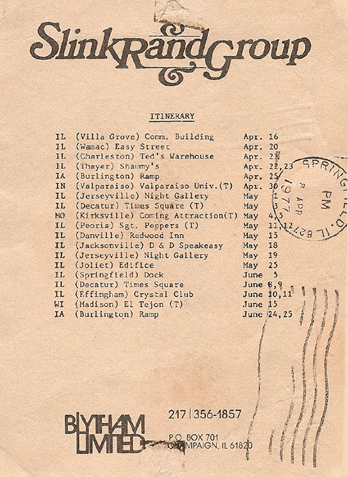 SlinkRandGroup
ITINERARY
IL (Villa Grove) Comm. Building Apr. 16
IL (Wamac) Easy Street Apr. 20
IL (Charleston) Ted's Warehouse Apr. 21
IL (Thayer) Shammy's Apr. 22,23
IA (Burlington) Ramp Apr. 25
IN (Valparaiso) Valparaiso Univ.(T) Apr. 30
IL (Jerseyville) Night Gallery May
IL (Decatur) Times Square (T) May
MO (Kirksville) Coming Attraction(T) May 4,5
IL (Peoria) Sgt. Peppers (T) May 11,12
IL (Danville) Redwood Inn May 15
IL (Jacksonville) D & D Speakeasy May 18
IL (Jerseyville) Night Gallery May 19
IL (Joliet) Edifice May 25
IL (Springfield) Dock June 5
IL (Decatur) Times Square June 8,9
IL (Effingham) Crystal Club June 10,11
WI (Madison) El Tejon (T) June 15
IA (Burlington) Ramp June 24,25
SPRINGFIELD, IL 627
PM
APR
1977
BLYTHAM
LIMITED
217 | 356-1857
P.O. BOX 701
CHAMPAIGN, IL 61820